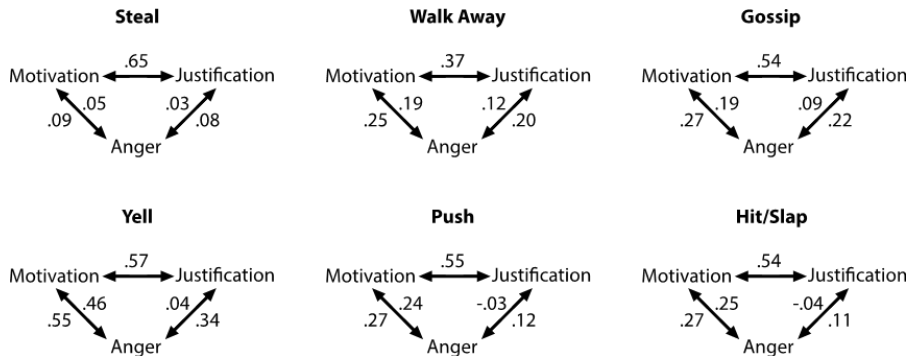 Steal
.65
Motivation Justification
.05 .03
.09 .08
Anger
Walk Away
.37
Motivation Justification
.19 .12
.25 .20
Anger
Gossip
.54
Motivation Justification
.19 .09
.27 .22
Anger
Yell
.57
Motivation Justification
.46 .04
.55 .34
Anger
Push
.55
Motivation Justification
.24 -.03
.27 .12
Anger
Hit/Slap
.54
Motivation Justification
.25 -.04
.27 .11
Anger